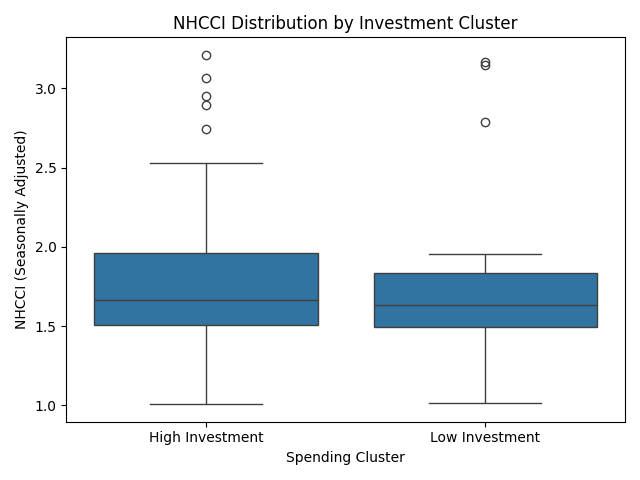 NHCCI Distribution by Investment Cluster
NHCCI (Seasonally Adjusted)
3.0
2.5
2.0
1.5
1.0
High Investment
Low Investment
Spending Cluster